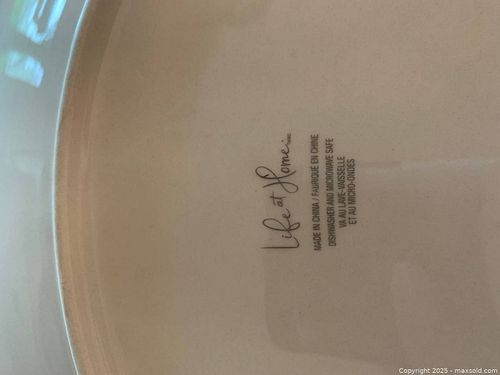 Life at Home
MADE IN CHINA / FABRIQUÉ EN CHINE
DISHWASHER AND MICROWAVE SAFE
VA AU LAVE-VAISSELLE
ET AU MICRO-ONDES
Copyright 2025 - maxsold.com